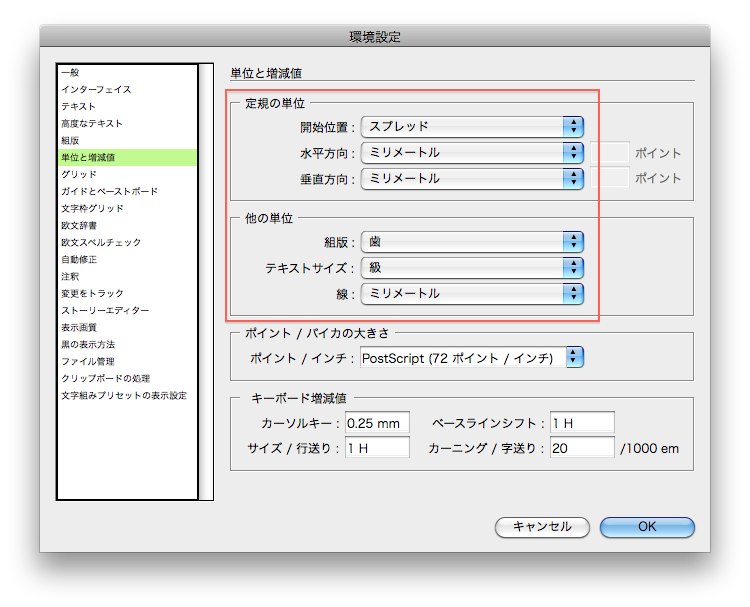 環境設定
一般
インターフェイス
テキスト
高度なテキスト
組版
単位と増減値
グリッド
ガイドとペーストボード
文字枠グリッド
欧文辞書
欧文スペルチェック
自動修正
注釈
変更をトラック
ストーリーエディター
表示画質
黒の表示方法
ファイル管理
クリップボードの処理
文字組みプリセットの表示設定
単位と増減値
定規の単位
開始位置 : スプレッド
水平方向 : ミリメートル ポイント
垂直方向 : ミリメートル ポイント
他の単位
組版 : 歯
テキストサイズ : 級
線 : ミリメートル
ポイント / パイカの大きさ
ポイント / インチ : PostScript (72 ポイント / インチ)
キーボード増減値
カーソルキー : 0.25 mm ベースラインシフト : 1 H
サイズ / 行送り : 1 H カーニング / 字送り : 20 /1000 em
キャンセル OK